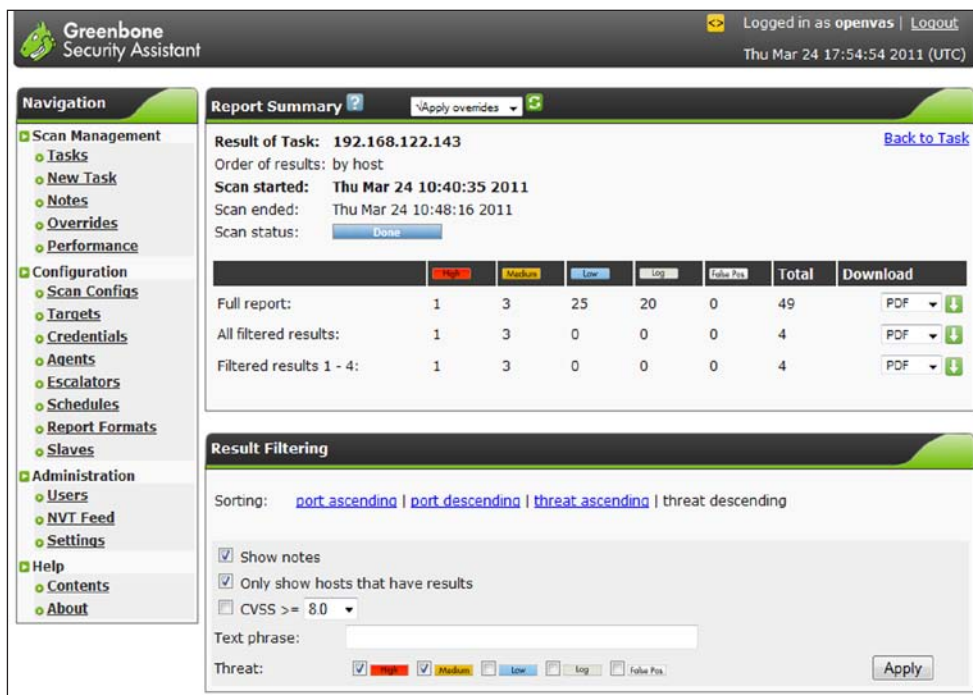 Greenbone
Security Assistant
Logged in as openvas | Logout
Thu Mar 24 17:54:54 2011 (UTC)
Navigation
Scan Management
Tasks
New Task
Notes
Overrides
Performance
Configuration
Scan Configs
Targets
Credentials
Agents
Escalators
Schedules
Report Formats
Slaves
Administration
Users
NVT Feed
Settings
Help
Contents
About
Report Summary ? √Apply overrides
Result of Task: 192.168.122.143 Back to Task
Order of results: by host
Scan started: Thu Mar 24 10:40:35 2011
Scan ended: Thu Mar 24 10:48:16 2011
Scan status: Done
High Medium Low Log False Pos. Total Download
Full report: 1 3 25 20 0 49 PDF
All filtered results: 1 3 0 0 0 4 PDF
Filtered results 1 - 4: 1 3 0 0 0 4 PDF
Result Filtering
Sorting: port ascending | port descending | threat ascending | threat descending
Show notes
Only show hosts that have results
CVSS >= 8.0
Text phrase:
Threat: High Medium Low Log False Pos.
Apply